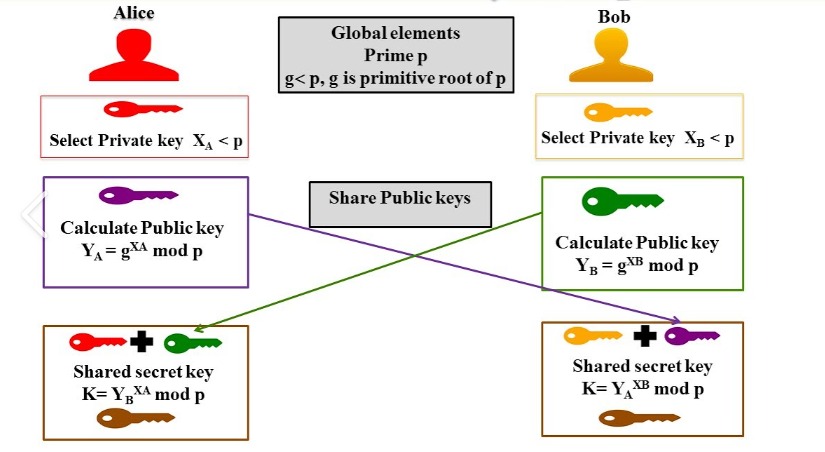 Alice
Global elements
Prime p
g< p, g is primitive root of p
Bob
Select Private key X_A < p
Select Private key X_B < p
Share Public keys
Calculate Public key
Y_A = g^XA mod p
Calculate Public key
Y_B = g^XB mod p
Shared secret key
K= Y_B^XA mod p
Shared secret key
K= Y_A^XB mod p